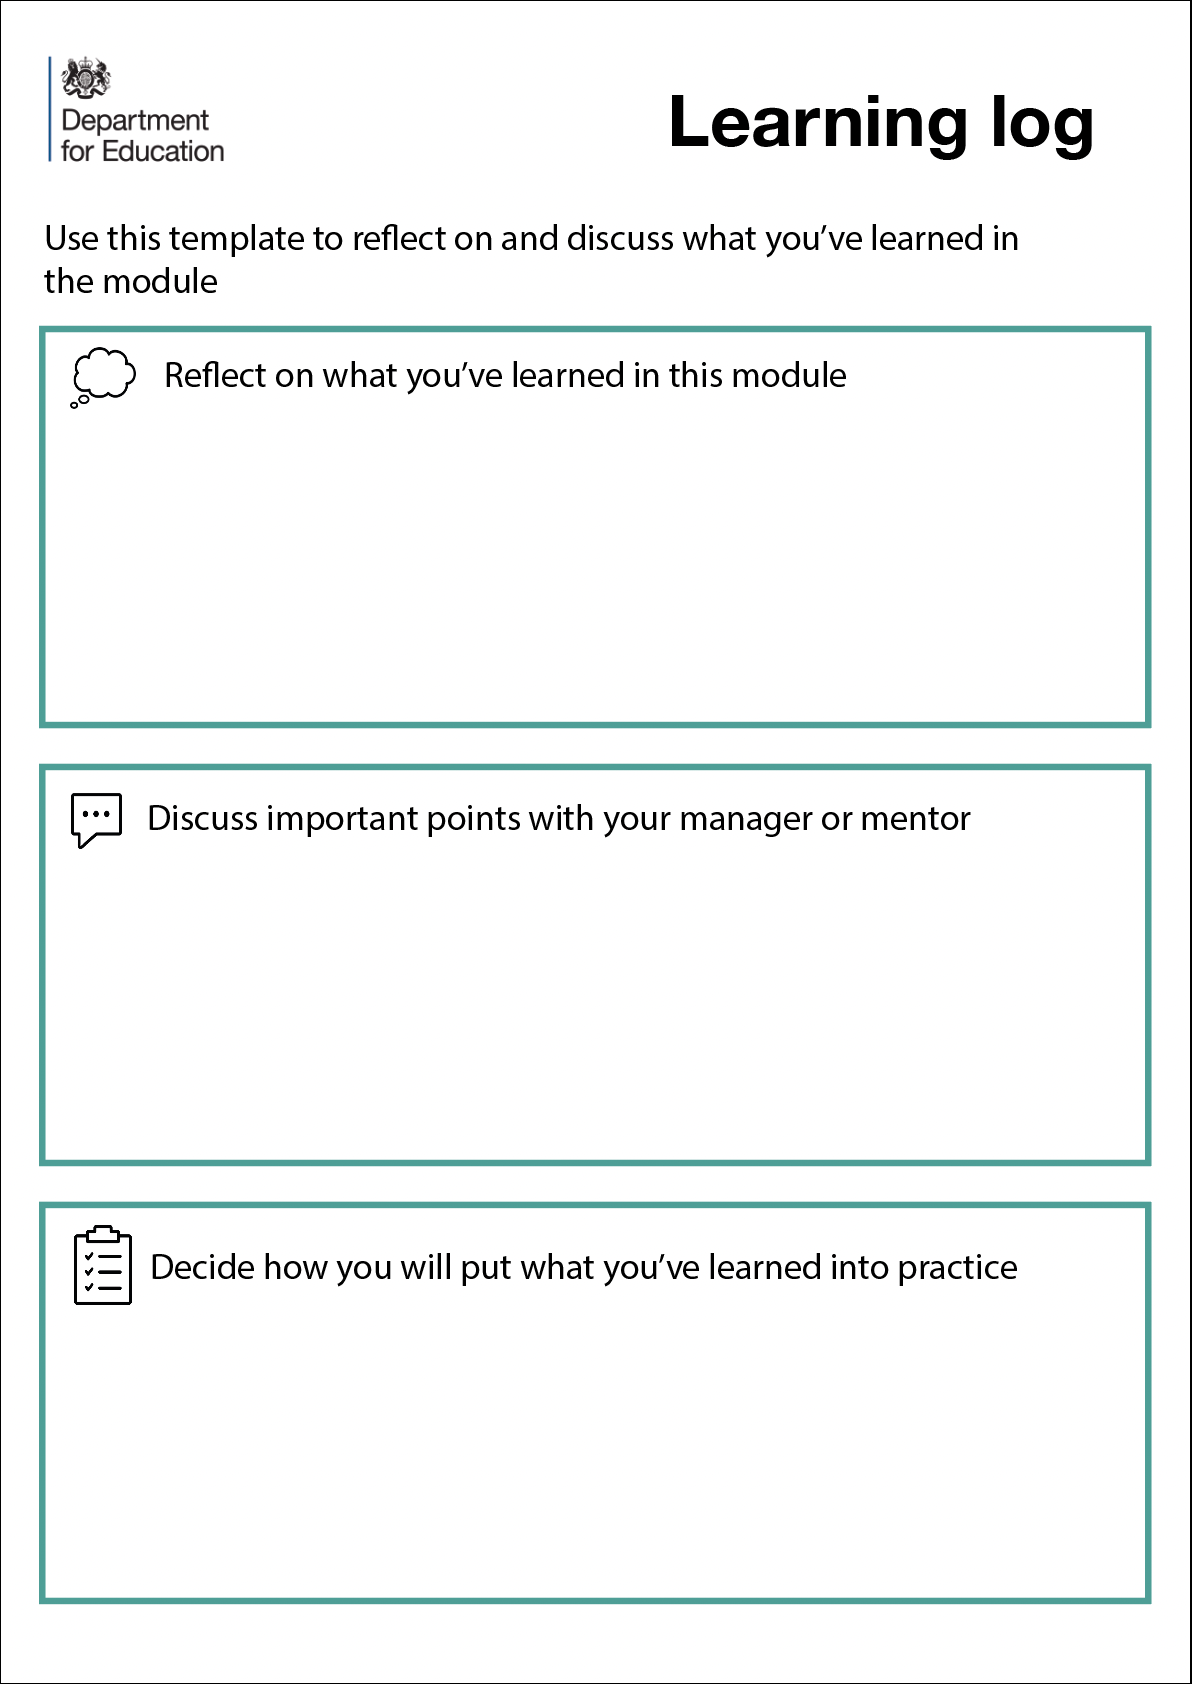 Department
for Education
Learning log
Use this template to reflect on and discuss what you’ve learned in
the module
Reflect on what you’ve learned in this module
Discuss important points with your manager or mentor
Decide how you will put what you’ve learned into practice